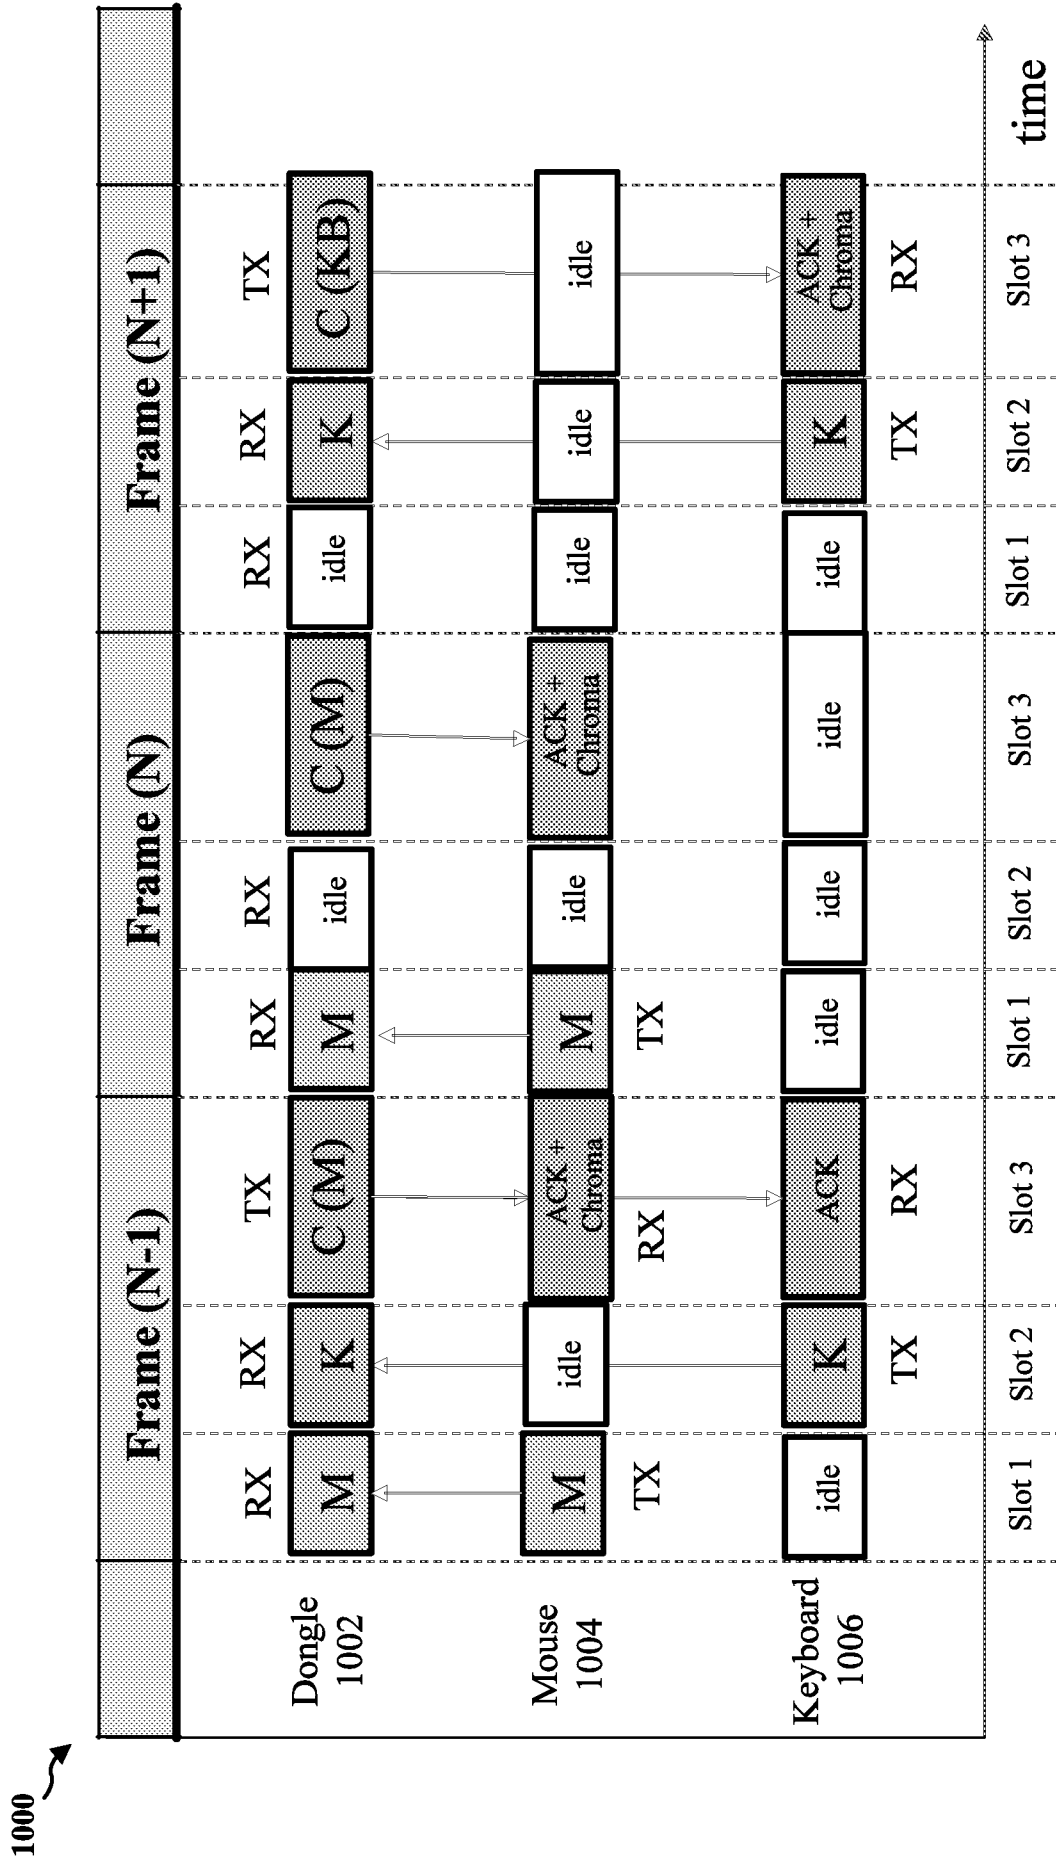 1000
Frame (N-1)
Frame (N)
Frame (N+1)
RX
RX
TX
RX
RX
RX
RX
TX
Dongle
1002
M
K
C (M)
M
idle
C (M)
idle
K
C (KB)
Mouse
1004
M
idle
ACK +
Chroma
M
idle
ACK +
Chroma
idle
idle
idle
TX
RX
TX
Keyboard
1006
idle
K
ACK
idle
idle
idle
idle
K
ACK +
Chroma
TX
RX
TX
RX
Slot 1
Slot 2
Slot 3
Slot 1
Slot 2
Slot 3
Slot 1
Slot 2
Slot 3
time